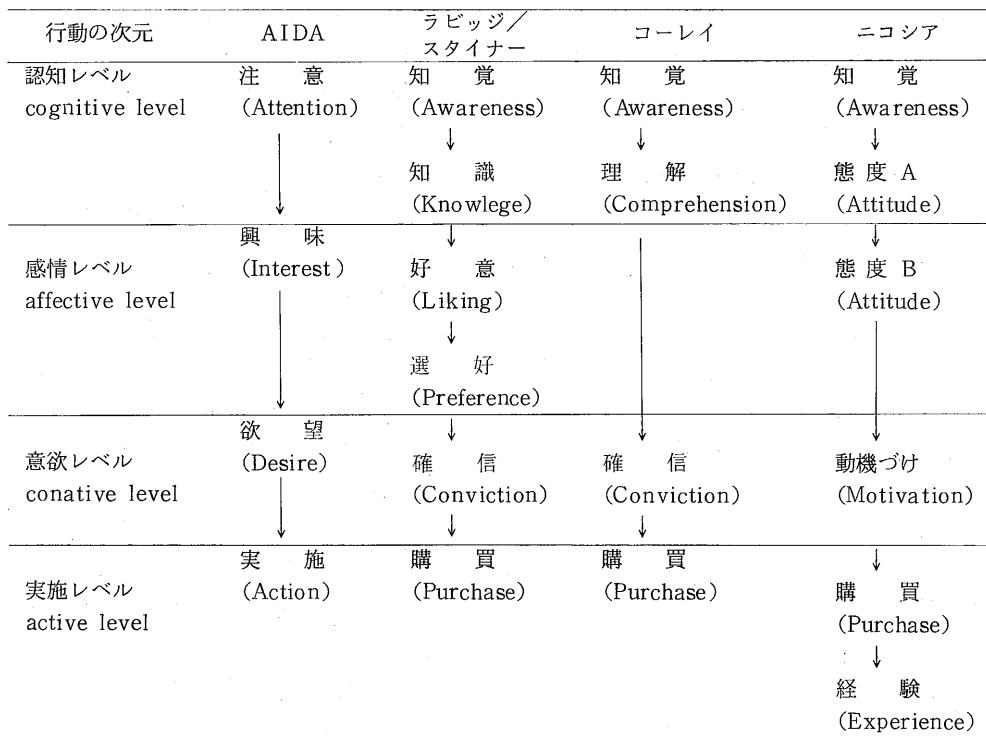 行動の次元 AIDA ラビッジ／スタイナー コーレイ ニコシア
認知レベル 注意 知覚 知覚 知覚
cognitive level (Attention) (Awareness) (Awareness) (Awareness)
↓ ↓ ↓ ↓
知識 理解 態度 A
(Knowlege) (Comprehension) (Attitude)
興味 ↓ ↓
感情レベル (Interest) 好意 態度 B
affective level (Liking) (Attitude)
↓ ↓ ↓ ↓
選好
(Preference)
欲望 ↓
意欲レベル (Desire) 確信 確信 動機づけ
conative level (Conviction) (Conviction) (Motivation)
↓ ↓ ↓
実施 購買 購買 ↓
実施レベル (Action) (Purchase) (Purchase) 購買
active level (Purchase)
↓
経験
(Experience)